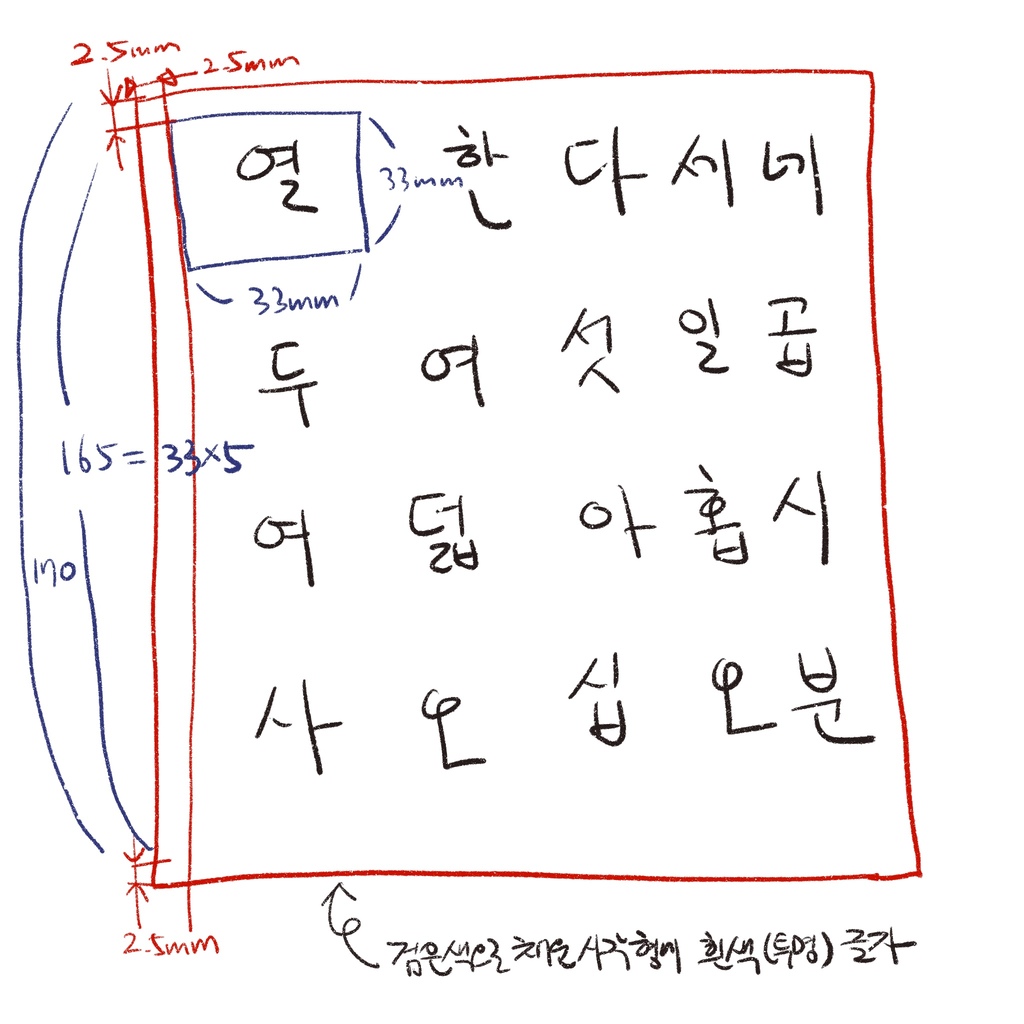 2.5mm
2.5mm
열 한 다 세 네
33mm
33mm
두 여 섯 일 곱
165 = 33×5
여 덟 아 홉 시
170
사 오 십 오 분
2.5mm
검은색으로 채운 사각형에 흰색(투명) 글자